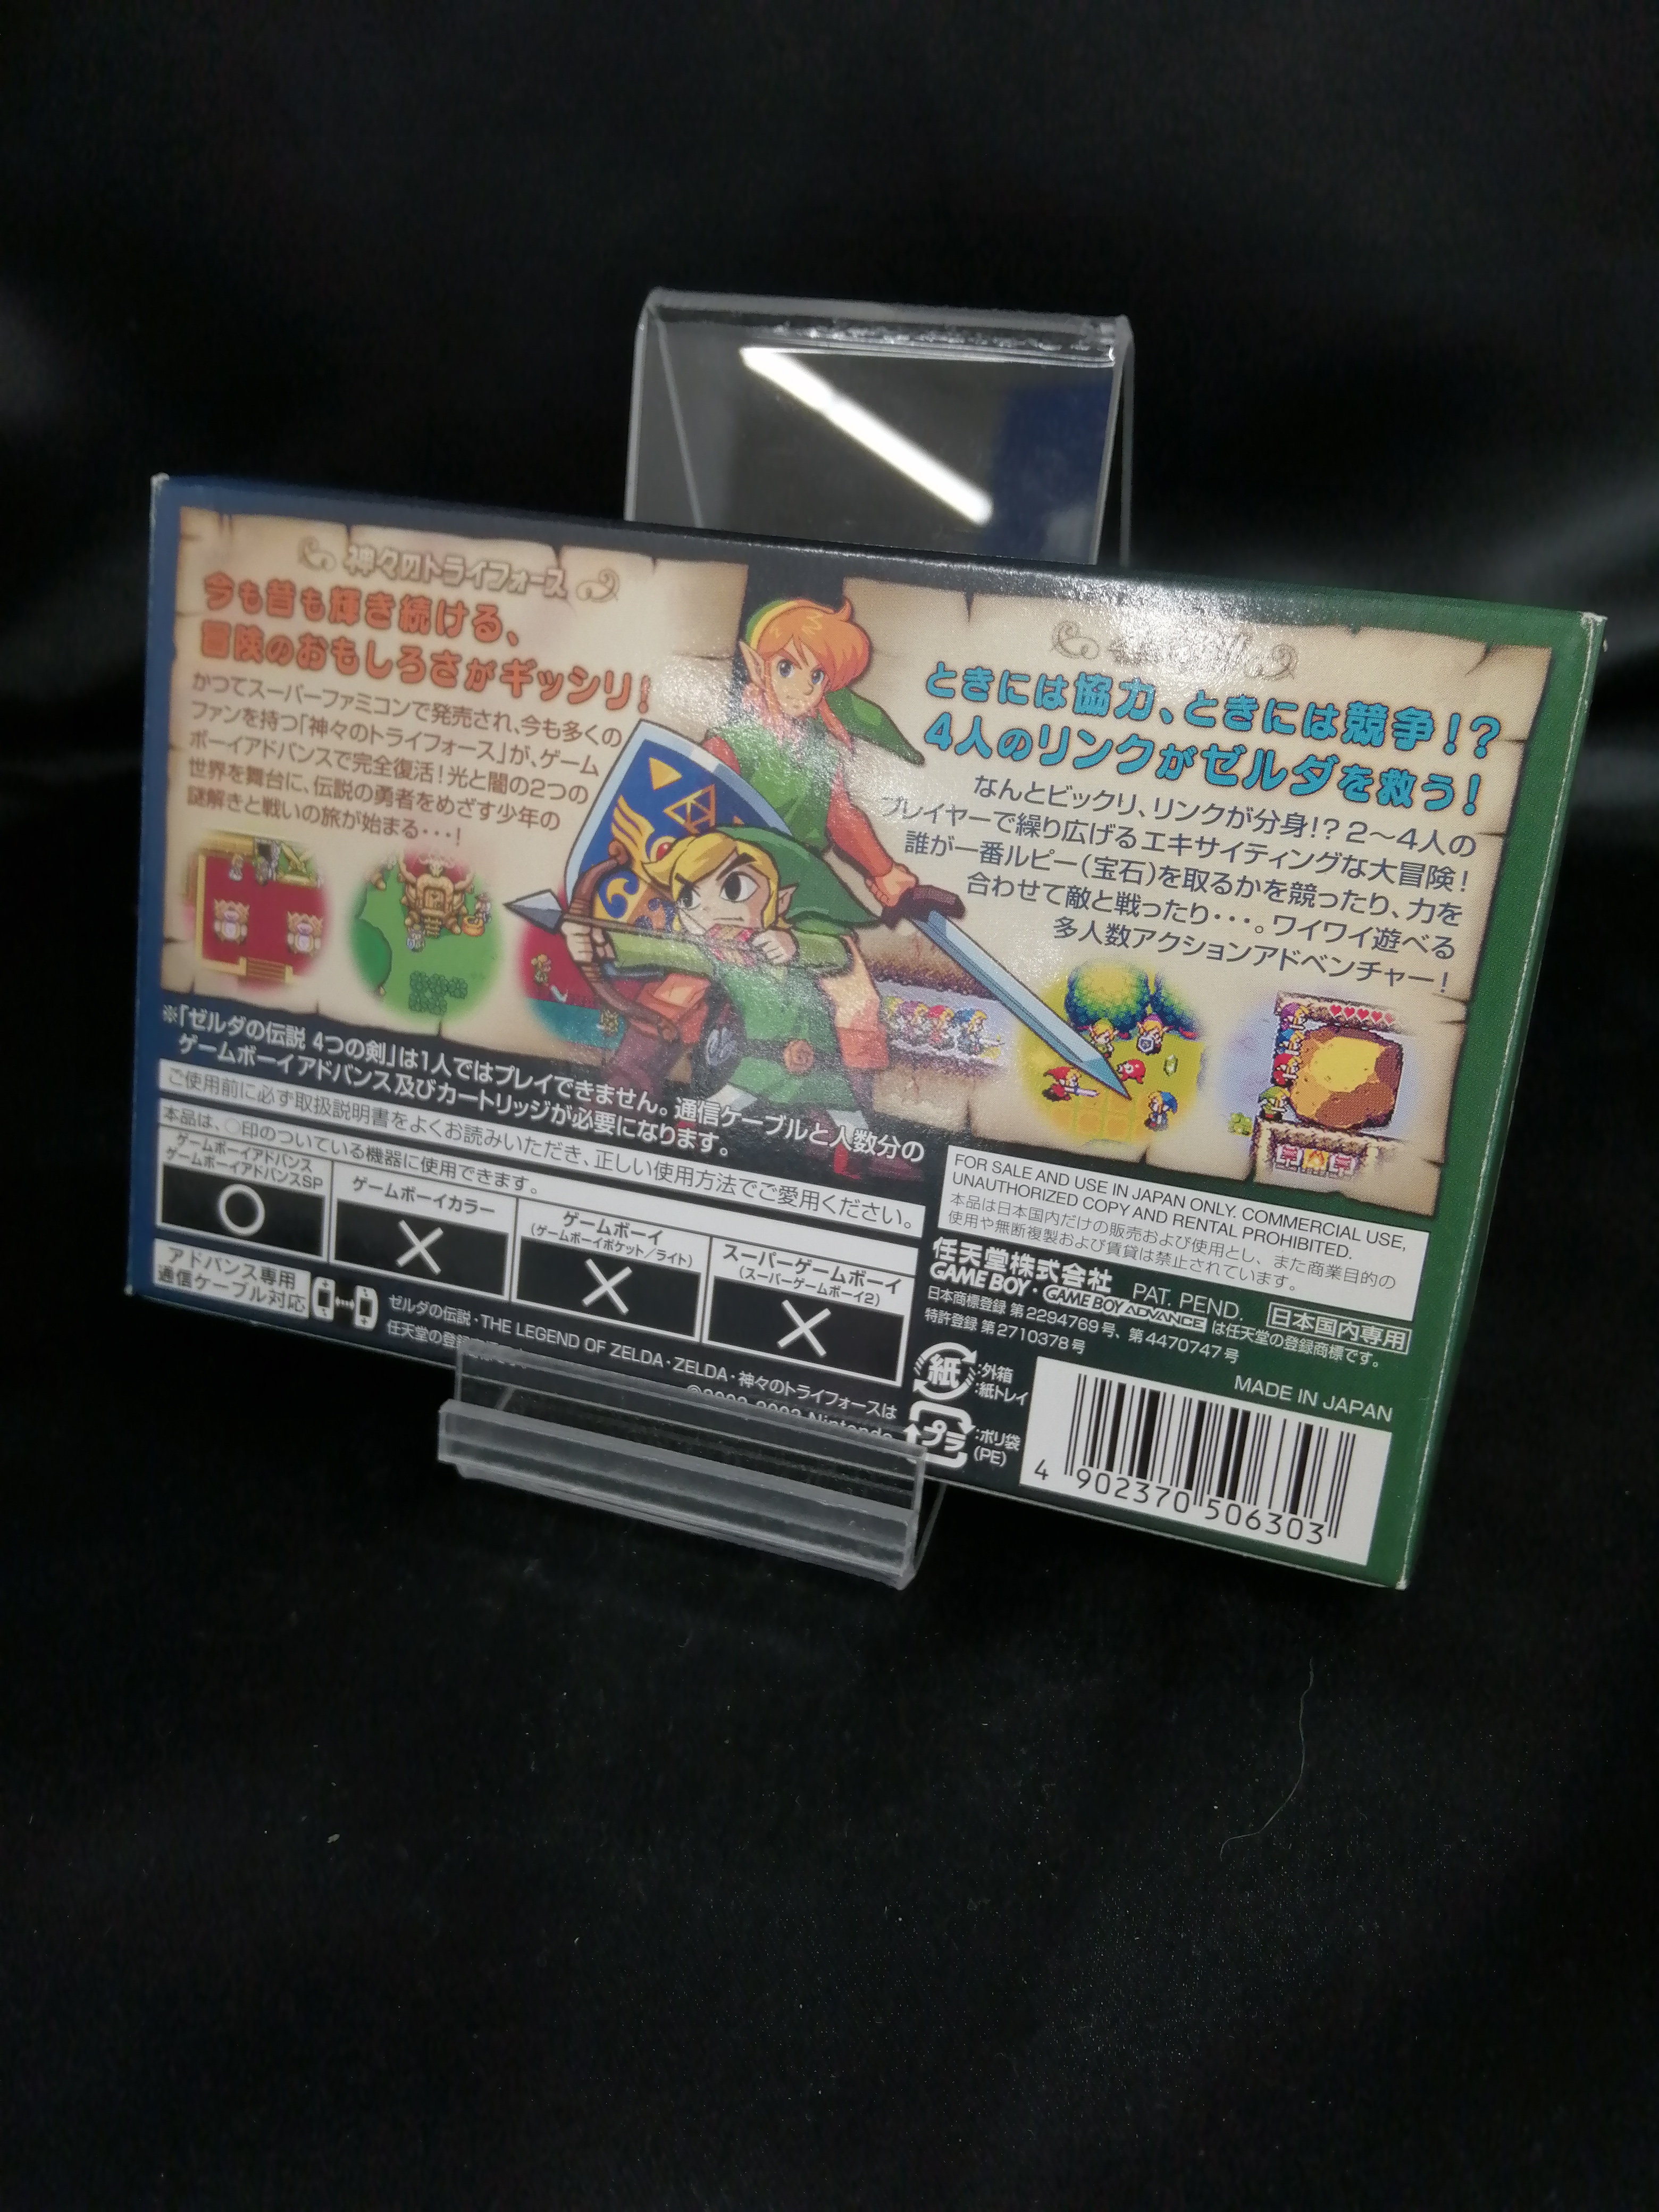 神々のトライフォース
今も昔も輝き続ける、
冒険のおもしろさがギッシリ!
かつてスーパーファミコンで発売され、今も多くの
ファンを持つ「神々のトライフォース」が、ゲーム
ボーイアドバンスで完全復活!光と闇の2つの
世界を舞台に、伝説の勇者をめざす少年の
謎解きと戦いの旅が始まる・・・!
ときには協力、ときには競争!?
4人のリンクがゼルダを救う!
なんとビックリ、リンクが分身!?2〜4人の
プレイヤーで繰り広げるエキサイティングな大冒険!
誰が一番ルピー(宝石)を取るかを競ったり、力を
合わせて敵と戦ったり・・・。ワイワイ遊べる
多人数アクションアドベンチャー!
※「ゼルダの伝説 4つの剣」は1人ではプレイできません。通信ケーブルと人数分の
ゲームボーイアドバンス及びカートリッジが必要になります。
ご使用前に必ず取扱説明書をよくお読みいただき、正しい使用方法でご愛用ください。
本品は、○印のついている機器に使用できます。
ゲームボーイアドバンス
ゲームボーイアドバンスSP
○
ゲームボーイカラー
×
ゲームボーイ
(ゲームボーイポケット/ライト)
×
スーパーゲームボーイ
(スーパーゲームボーイ2)
×
アドバンス専用
通信ケーブル対応
ゼルダの伝説・THE LEGEND OF ZELDA・ZELDA・神々のトライフォースは
任天堂の登録
Nintendo
FOR SALE AND USE IN JAPAN ONLY. COMMERCIAL USE,
UNAUTHORIZED COPY AND RENTAL PROHIBITED.
本品は日本国内だけの販売および使用とし、また商業目的の
使用や無断複製および賃貸は禁止されています。
任天堂株式会社 PAT. PEND. 日本国内専用
GAME BOY・GAME BOY ADVANCE は任天堂の登録商標です。
日本商標登録 第2294769号、第4470747号
特許登録 第2710378号
紙 :外箱
:紙トレイ
プラ :ポリ袋
(PE)
MADE IN JAPAN
4 902370 506303